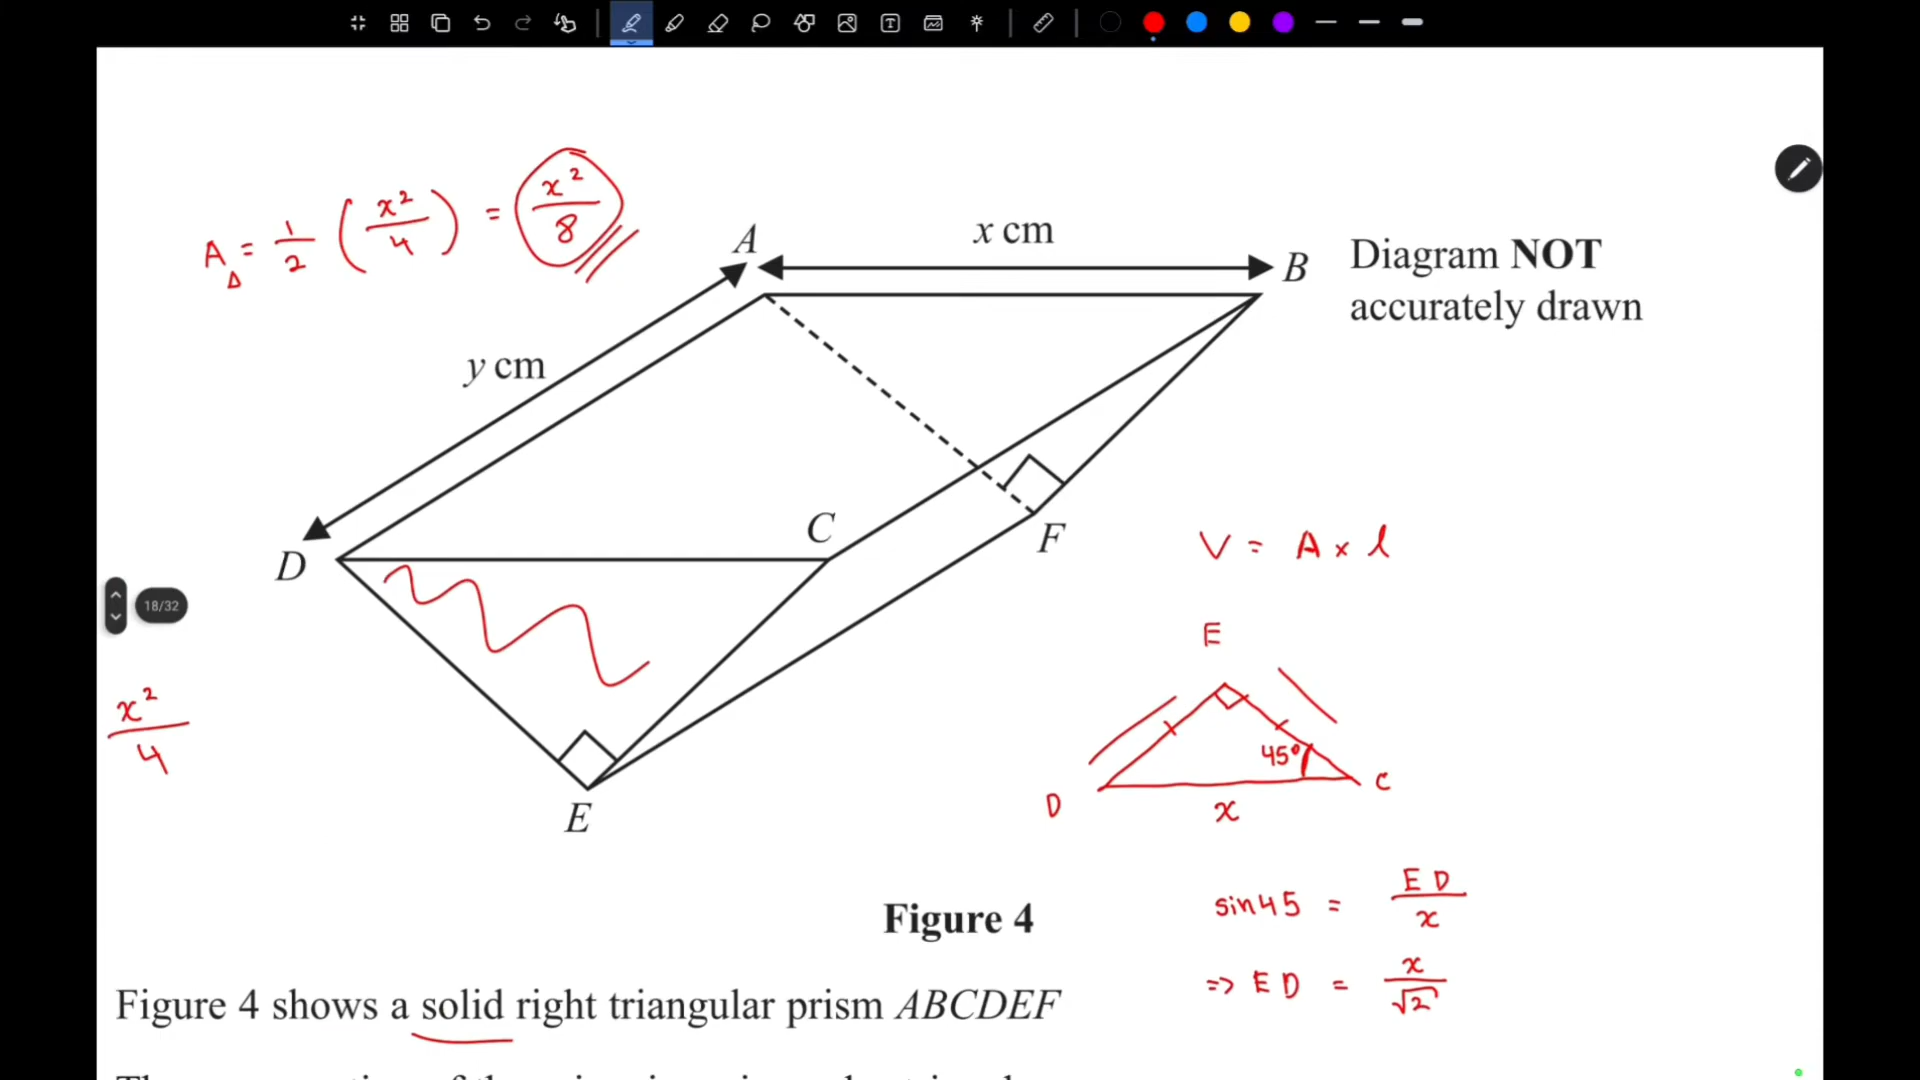 A△ = 1/2 (x²/4) = x²/8
A
x cm
B
Diagram NOT
accurately drawn
y cm
C
F
D
V = A × l
18/32
E
x²/4
45°
D
x
C
E
sin45 = ED/x
Figure 4
⇒ ED = x/√2
Figure 4 shows a solid right triangular prism ABCDEF